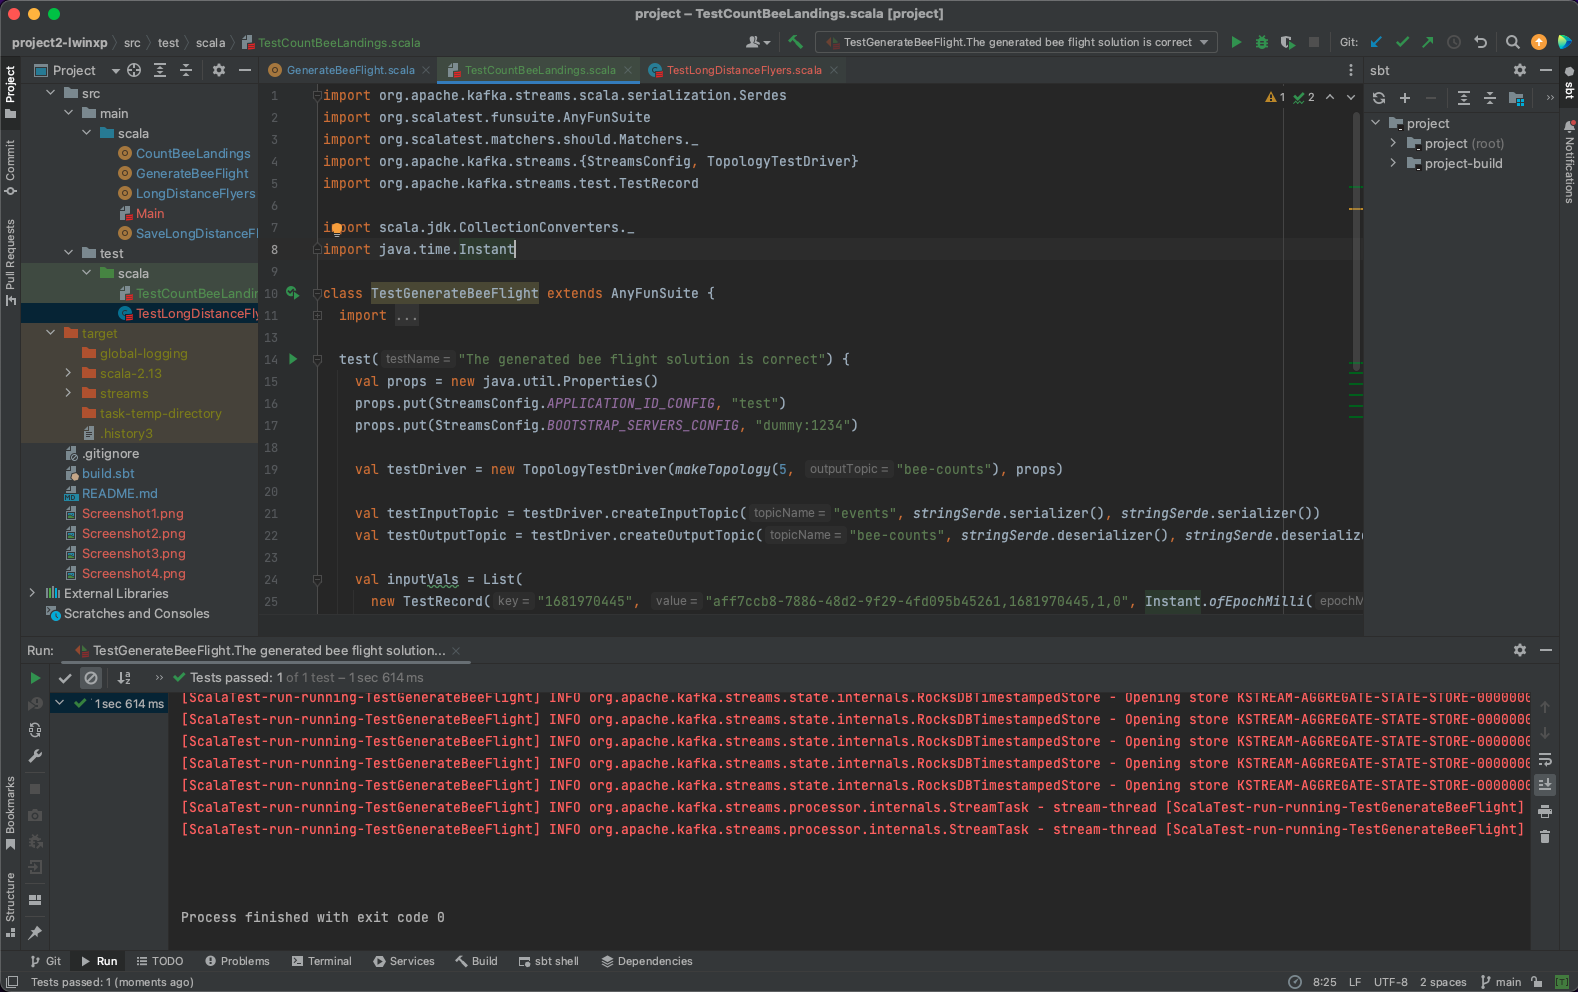 project – TestCountBeeLandings.scala [project]
project2-lwinxp
src
test
scala
TestCountBeeLandings.scala
TestGenerateBeeFlight.The generated bee flight solution is correct
Git:
Project
GenerateBeeFlight.scala
TestCountBeeLandings.scala
TestLongDistanceFlyers.scala
sbt
Project
Commit
Pull Requests
Bookmarks
Structure
sbt
Notifications
src
main
scala
CountBeeLandings
GenerateBeeFlight
LongDistanceFlyers
Main
SaveLongDistanceFl
test
scala
TestCountBeeLandin
TestLongDistanceFly
target
global-logging
scala-2.13
streams
task-temp-directory
.history3
.gitignore
build.sbt
README.md
Screenshot1.png
Screenshot2.png
Screenshot3.png
Screenshot4.png
External Libraries
Scratches and Consoles
1 import org.apache.kafka.streams.scala.serialization.Serdes
2 import org.scalatest.funsuite.AnyFunSuite
3 import org.scalatest.matchers.should.Matchers._
4 import org.apache.kafka.streams.{StreamsConfig, TopologyTestDriver}
5 import org.apache.kafka.streams.test.TestRecord
6
7 import scala.jdk.CollectionConverters._
8 import java.time.Instant
9
10 class TestGenerateBeeFlight extends AnyFunSuite {
11 import ...
13
14 test( testName = "The generated bee flight solution is correct") {
15 val props = new java.util.Properties()
16 props.put(StreamsConfig.APPLICATION_ID_CONFIG, "test")
17 props.put(StreamsConfig.BOOTSTRAP_SERVERS_CONFIG, "dummy:1234")
18
19 val testDriver = new TopologyTestDriver(makeTopology(5, outputTopic = "bee-counts"), props)
20
21 val testInputTopic = testDriver.createInputTopic( topicName = "events", stringSerde.serializer(), stringSerde.serializer())
22 val testOutputTopic = testDriver.createOutputTopic( topicName = "bee-counts", stringSerde.deserializer(), stringSerde.deserialize
23
24 val inputVals = List(
25 new TestRecord( key = "1681970445", value = "aff7ccb8-7886-48d2-9f29-4fd095b45261,1681970445,1,0", Instant.ofEpochMilli( epochM
1
2
project
project (root)
project-build
Run:
TestGenerateBeeFlight.The generated bee flight solution...
Tests passed: 1 of 1 test – 1 sec 614 ms
1 sec 614 ms
[ScalaTest-run-running-TestGenerateBeeFlight] INFO org.apache.kafka.streams.state.internals.RocksDBTimestampedStore - Opening store KSTREAM-AGGREGATE-STATE-STORE-0000000
[ScalaTest-run-running-TestGenerateBeeFlight] INFO org.apache.kafka.streams.state.internals.RocksDBTimestampedStore - Opening store KSTREAM-AGGREGATE-STATE-STORE-0000000
[ScalaTest-run-running-TestGenerateBeeFlight] INFO org.apache.kafka.streams.state.internals.RocksDBTimestampedStore - Opening store KSTREAM-AGGREGATE-STATE-STORE-0000000
[ScalaTest-run-running-TestGenerateBeeFlight] INFO org.apache.kafka.streams.state.internals.RocksDBTimestampedStore - Opening store KSTREAM-AGGREGATE-STATE-STORE-0000000
[ScalaTest-run-running-TestGenerateBeeFlight] INFO org.apache.kafka.streams.state.internals.RocksDBTimestampedStore - Opening store KSTREAM-AGGREGATE-STATE-STORE-0000000
[ScalaTest-run-running-TestGenerateBeeFlight] INFO org.apache.kafka.streams.processor.internals.StreamTask - stream-thread [ScalaTest-run-running-TestGenerateBeeFlight]
[ScalaTest-run-running-TestGenerateBeeFlight] INFO org.apache.kafka.streams.processor.internals.StreamTask - stream-thread [ScalaTest-run-running-TestGenerateBeeFlight]
Process finished with exit code 0
Git
Run
TODO
Problems
Terminal
Services
Build
sbt shell
Dependencies
Tests passed: 1 (moments ago)
8:25
LF
UTF-8
2 spaces
main